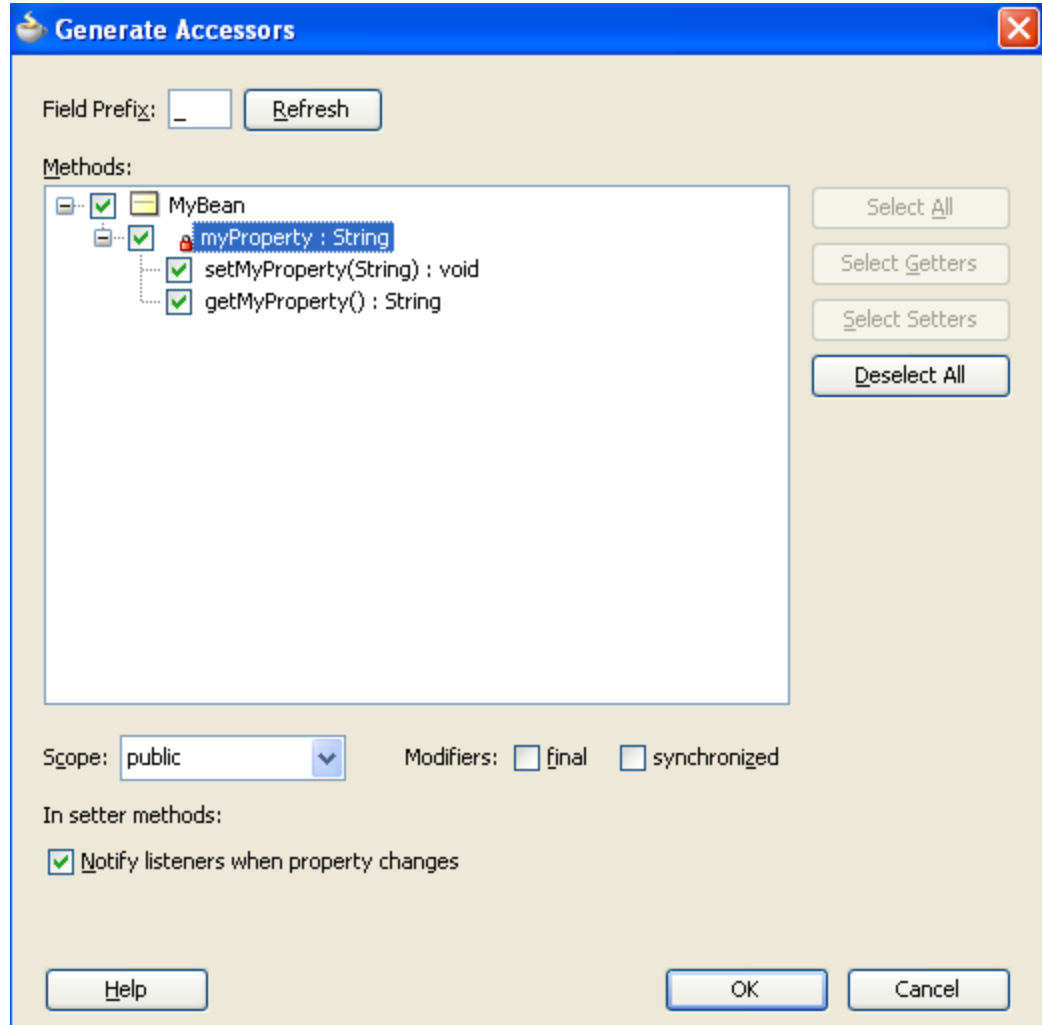 Generate Accessors
Field Prefix: _ Refresh
Methods:
MyBean
myProperty : String
setMyProperty(String) : void
getMyProperty() : String
Select All
Select Getters
Select Setters
Deselect All
Scope: public Modifiers: final synchronized
In setter methods:
Notify listeners when property changes
Help OK Cancel